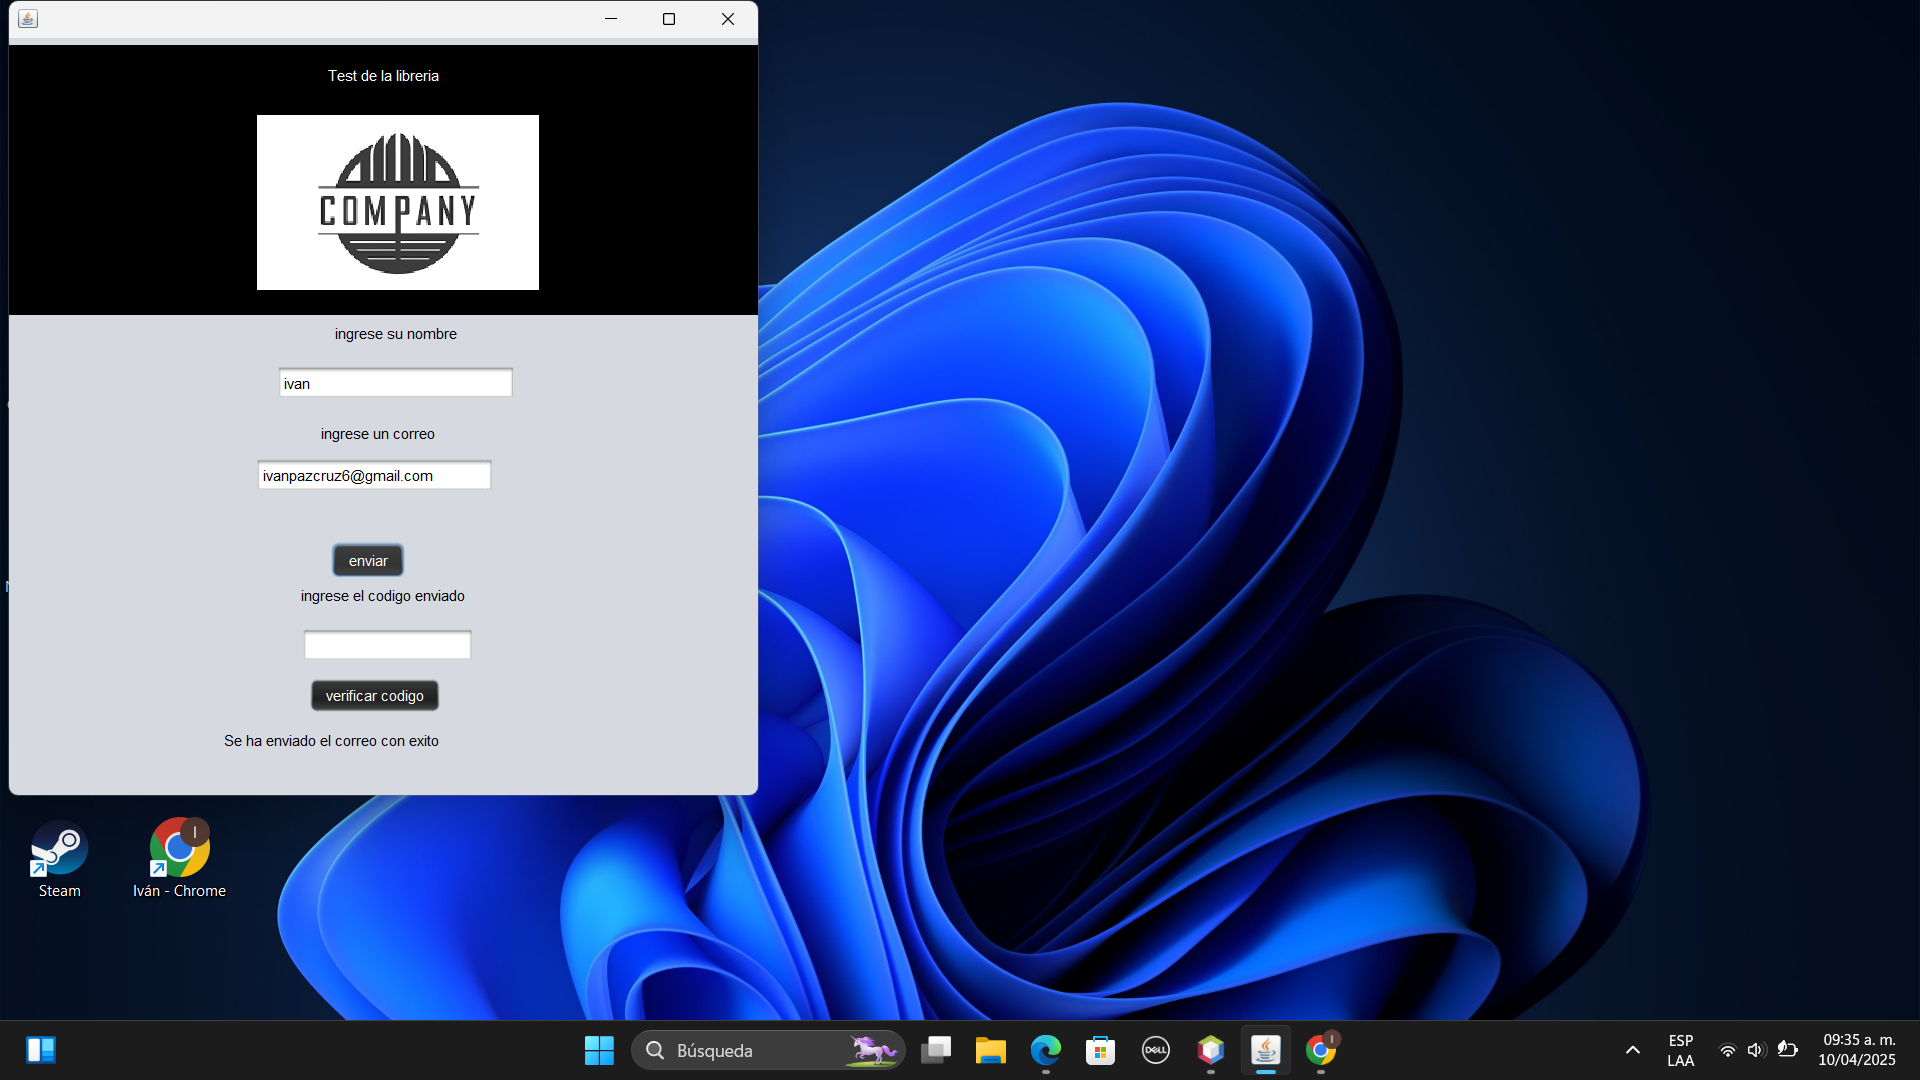 Test de la libreria
COMPANY
ingrese su nombre
ivan
ingrese un correo
ivanpazcruz6@gmail.com
enviar
ingrese el codigo enviado
verificar codigo
Se ha enviado el correo con exito
I
Steam
Iván - Chrome
Búsqueda
DELL
I
ESP
LAA
09:35 a. m.
10/04/2025